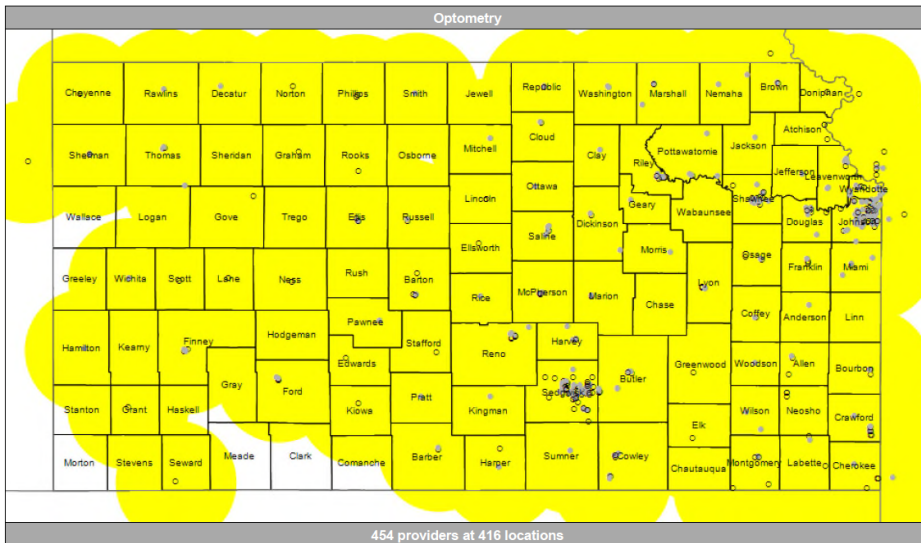 Optometry
Cheyenne Rawlins Decatur Norton Phillips Smith Jewell Republic Washington Marshall Nemaha Brown Doniphan
Cloud
Atchison
Sherman Thomas Sheridan Graham Rooks Osborne Mitchell Clay Riley Pottawatomie Jackson
Jefferson Leavenworth
Wyandotte
Lincoln Ottawa Shawnee
Wallace Logan Gove Trego Ellis Russell Dickinson Geary Wabaunsee Douglas Johnson
Saline
Ellsworth Morris
Osage
Greeley Wichita Scott Lane Ness Rush Barton Lyon Franklin Miami
Rice McPherson Marion Chase
Pawnee Coffey Anderson Linn
Hodgeman Stafford
Hamilton Kearny Finney Edwards Reno Harvey
Gray Ford Greenwood Woodson Allen Bourbon
Butler
Sedgwick
Stanton Grant Haskell Kiowa Pratt Kingman Wilson Neosho Crawford
Elk
Morton Stevens Seward Meade Clark Comanche Barber Harper Sumner Cowley Chautauqua Montgomery Labette Cherokee
454 providers at 416 locations